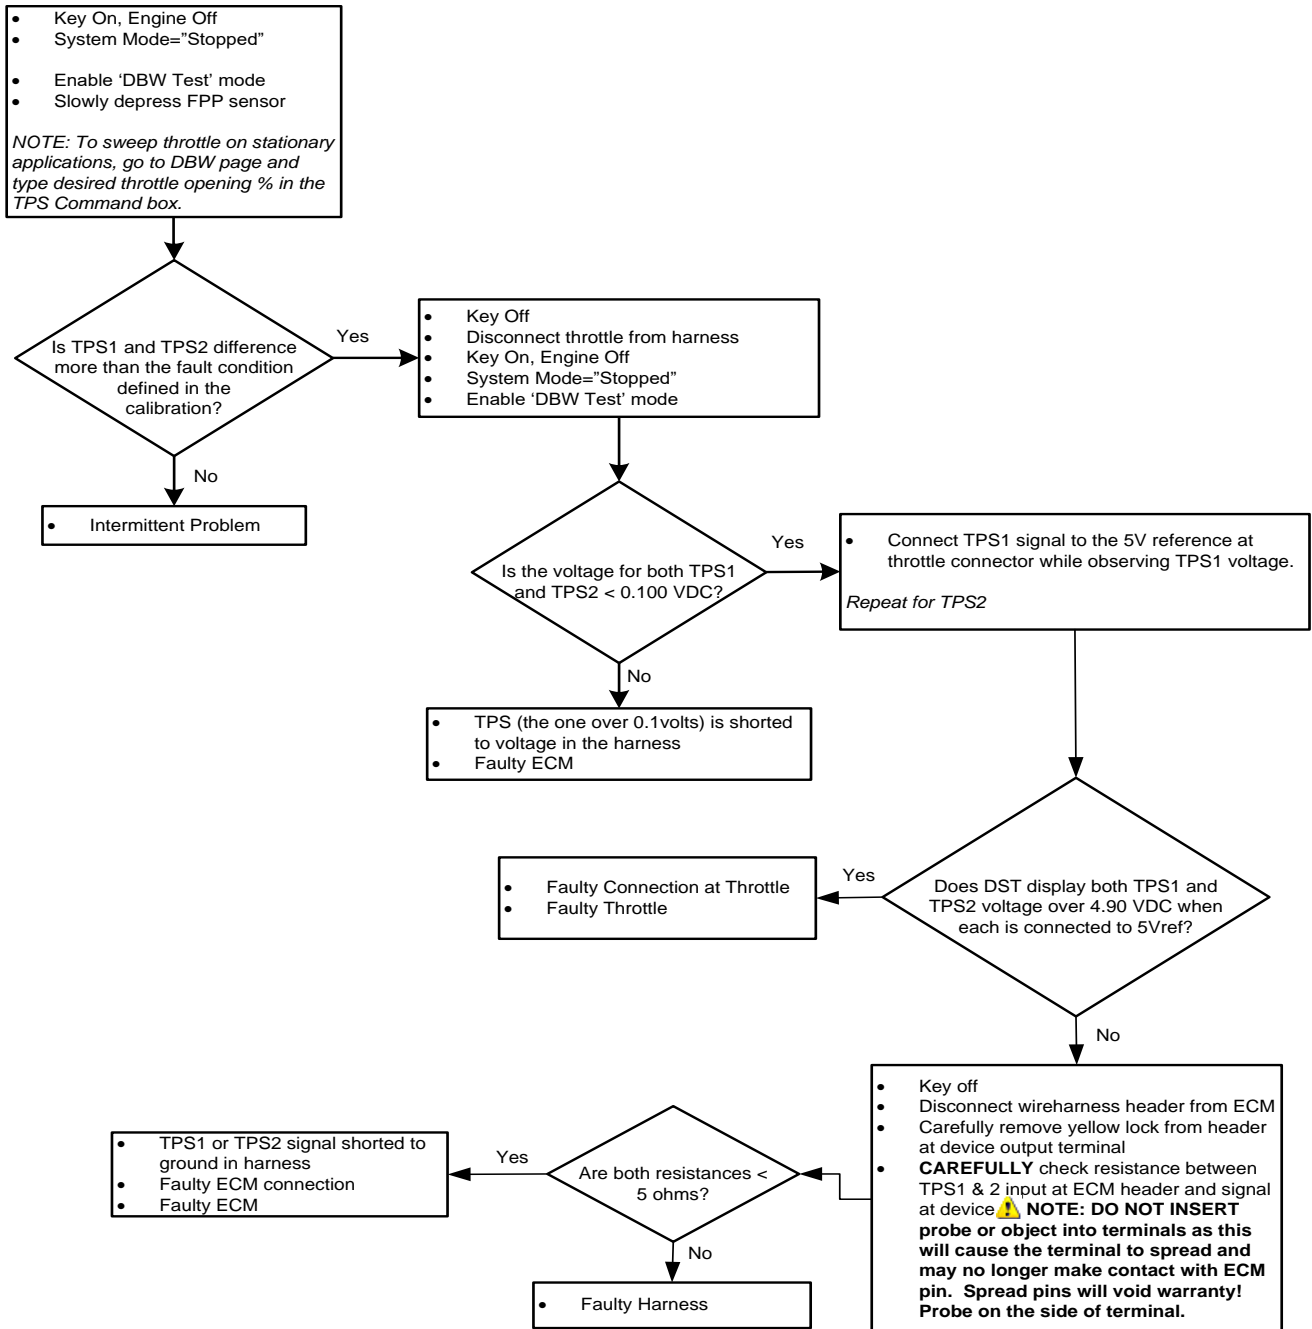 • Key On, Engine Off
• System Mode=”Stopped”
• Enable ‘DBW Test’ mode
• Slowly depress FPP sensor
NOTE: To sweep throttle on stationary
applications, go to DBW page and
type desired throttle opening % in the
TPS Command box.
Is TPS1 and TPS2 difference
more than the fault condition
defined in the
calibration?
Yes
No
• Intermittent Problem
• Key Off
• Disconnect throttle from harness
• Key On, Engine Off
• System Mode=”Stopped”
• Enable ‘DBW Test’ mode
Is the voltage for both TPS1
and TPS2 < 0.100 VDC?
Yes
No
• TPS (the one over 0.1volts) is shorted
to voltage in the harness
• Faulty ECM
• Connect TPS1 signal to the 5V reference at
throttle connector while observing TPS1 voltage.
Repeat for TPS2
Does DST display both TPS1 and
TPS2 voltage over 4.90 VDC when
each is connected to 5Vref?
Yes
No
• Faulty Connection at Throttle
• Faulty Throttle
• Key off
• Disconnect wireharness header from ECM
• Carefully remove yellow lock from header
at device output terminal
• CAREFULLY check resistance between
TPS1 & 2 input at ECM header and signal
at device NOTE: DO NOT INSERT
probe or object into terminals as this
will cause the terminal to spread and
may no longer make contact with ECM
pin. Spread pins will void warranty!
Probe on the side of terminal.
Are both resistances <
5 ohms?
Yes
No
• TPS1 or TPS2 signal shorted to
ground in harness
• Faulty ECM connection
• Faulty ECM
• Faulty Harness